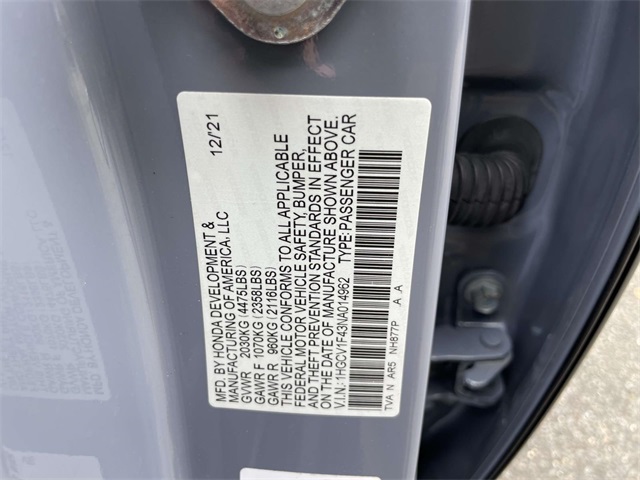 MFD. BY HONDA DEVELOPMENT & 12/21
MANUFACTURING OF AMERICA, LLC
GVWR 2030KG (4475LBS)
GAWR F 1070KG (2358LBS)
GAWR R 960KG (2116LBS)
THIS VEHICLE CONFORMS TO ALL APPLICABLE
FEDERAL MOTOR VEHICLE SAFETY, BUMPER,
AND THEFT PREVENTION STANDARDS IN EFFECT
ON THE DATE OF MANUFACTURE SHOWN ABOVE.
V.I.N.:1HGCV1F43NA014962 TYPE:PASSENGER CAR
TVA N AR5 NH877P A A